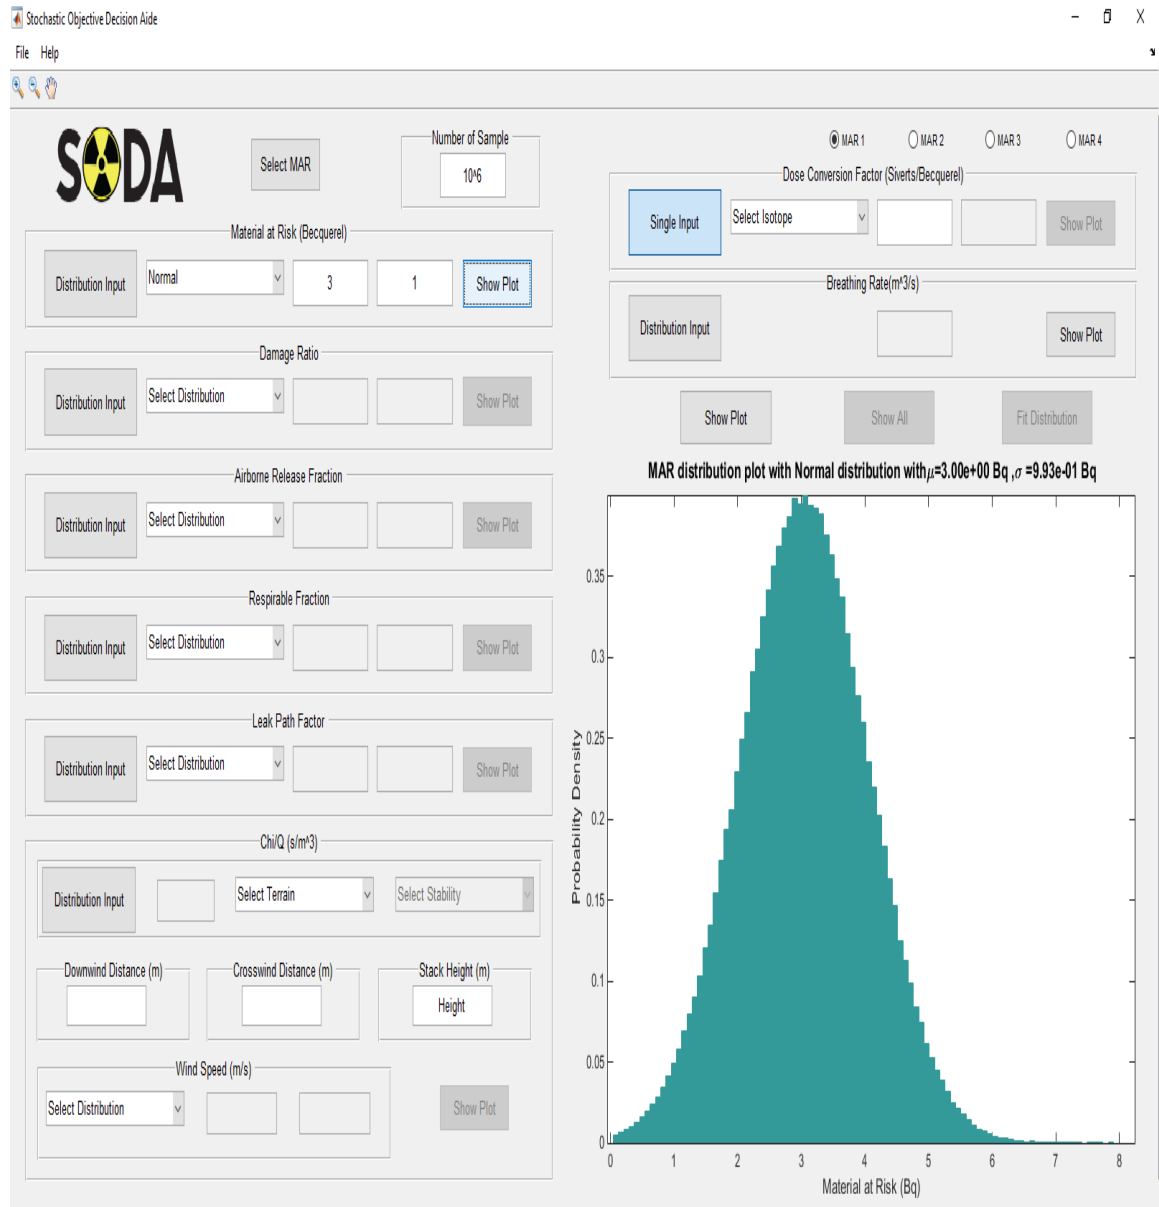 Stochastic Objective Decision Aide
File Help
SODA
Select MAR
Number of Sample
10^6
Material at Risk (Becquerel)
Distribution Input Normal 3 1 Show Plot
Damage Ratio
Distribution Input Select Distribution Show Plot
Airborne Release Fraction
Distribution Input Select Distribution Show Plot
Respirable Fraction
Distribution Input Select Distribution Show Plot
Leak Path Factor
Distribution Input Select Distribution Show Plot
Chi/Q (s/m^3)
Distribution Input Select Terrain Select Stability
Downwind Distance (m) Crosswind Distance (m) Stack Height (m)
Height
Wind Speed (m/s)
Select Distribution Show Plot
MAR 1 MAR 2 MAR 3 MAR 4
Dose Conversion Factor (Siverts/Becquerel)
Single Input Select Isotope Show Plot
Breathing Rate(m^3/s)
Distribution Input Show Plot
Show Plot Show All Fit Distribution
MAR distribution plot with Normal distribution withμ=3.00e+00 Bq ,σ =9.93e-01 Bq
Probability Density
0.35
0.3
0.25
0.2
0.15
0.1
0.05
0
0 1 2 3 4 5 6 7 8
Material at Risk (Bq)